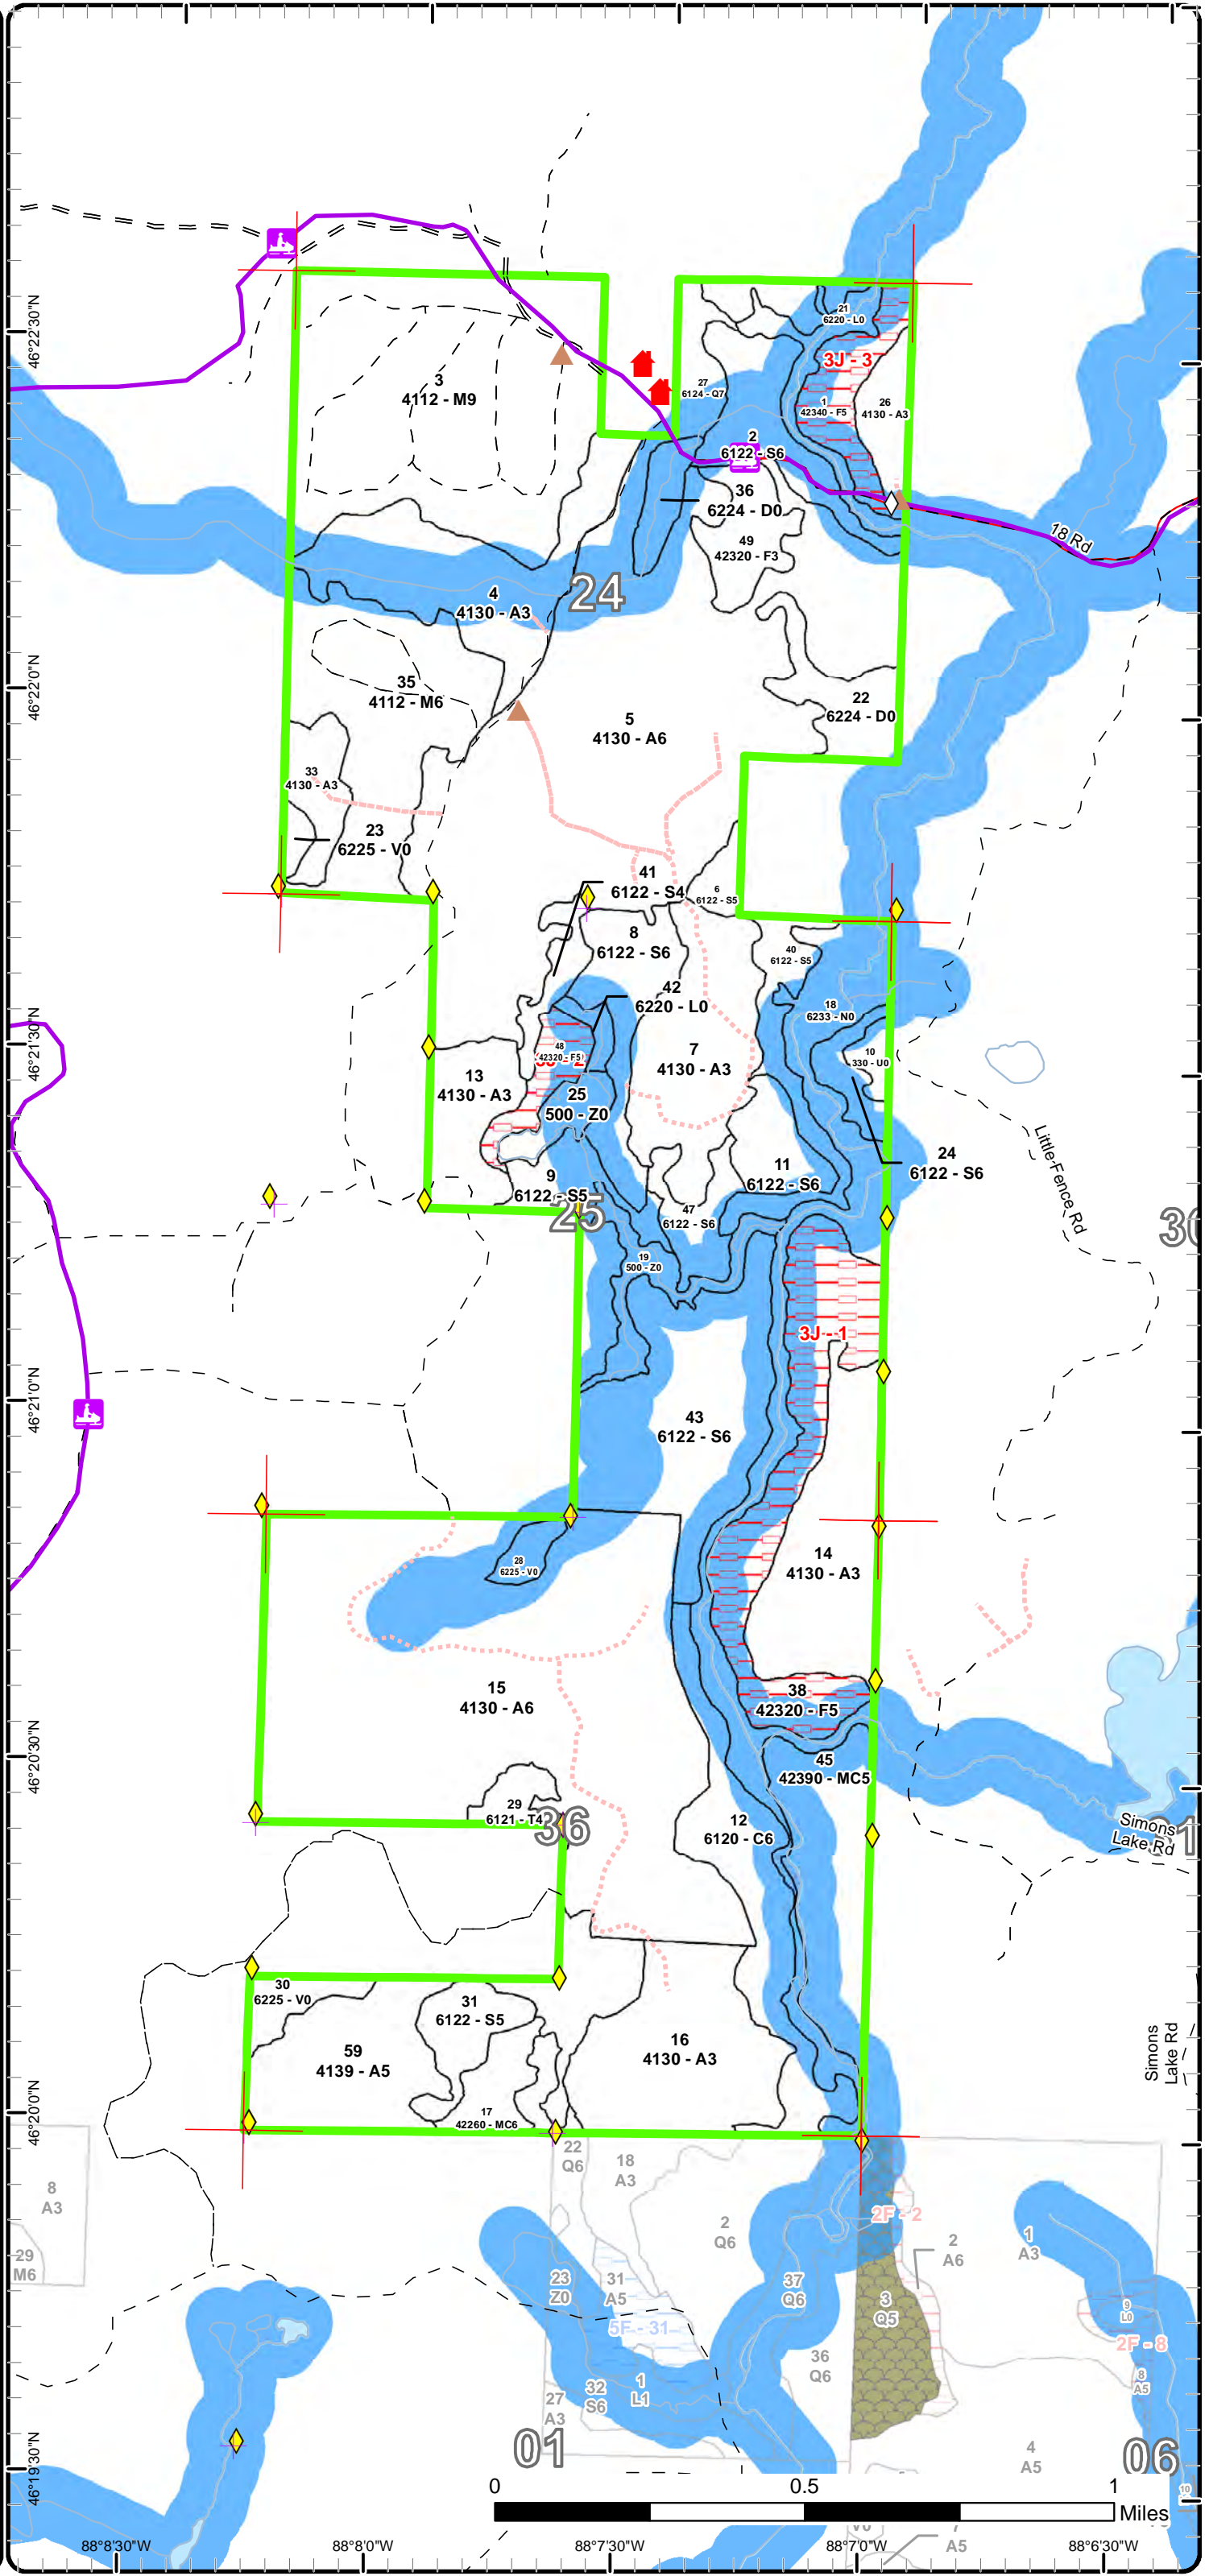 46°22'30"N
3
4112 - M9
27
6124 - Q7
21
6220 - L0
3J - 3
1
42340 - F5
26
4130 - A3
2
6122 - S6
36
6224 - D0
49
42320 - F3
18 Rd
24
4
4130 - A3
46°22'0"N
35
4112 - M6
5
4130 - A6
22
6224 - D0
33
4130 - A3
23
6225 - V0
41
6122 - S4
6
6122 - S5
8
6122 - S6
40
6122 - S5
42
6220 - L0
18
6233 - N0
46°21'30"N
48
42320 - F5
7
4130 - A3
10
330 - U0
13
4130 - A3
25
500 - Z0
Little Fence Rd
9
6122 - S5
11
6122 - S6
24
6122 - S6
25
47
6122 - S6
30
19
500 - Z0
3J - 1
46°21'0"N
43
6122 - S6
28
6225 - V0
14
4130 - A3
15
4130 - A6
38
42320 - F5
46°20'30"N
45
42390 - MC5
29
6121 - T4
36
12
6120 - C6
Simons
Lake Rd
31
30
6225 - V0
31
6122 - S5
59
4139 - A5
16
4130 - A3
Simons
Lake Rd
46°20'0"N
17
42260 - MC6
22
Q6
18
A3
8
A3
2F - 2
2
Q6
2
A6
1
A3
29
M6
23
Z0
31
A5
37
Q6
3
Q5
9
L0
5F - 31
2F - 8
36
Q6
8
A5
32
S6
1
L1
27
A3
46°19'30"N
01
4
A5
06
10
0
0.5
1
Miles
V0
7
A5
88°8'30"W
88°8'0"W
88°7'30"W
88°7'0"W
88°6'30"W